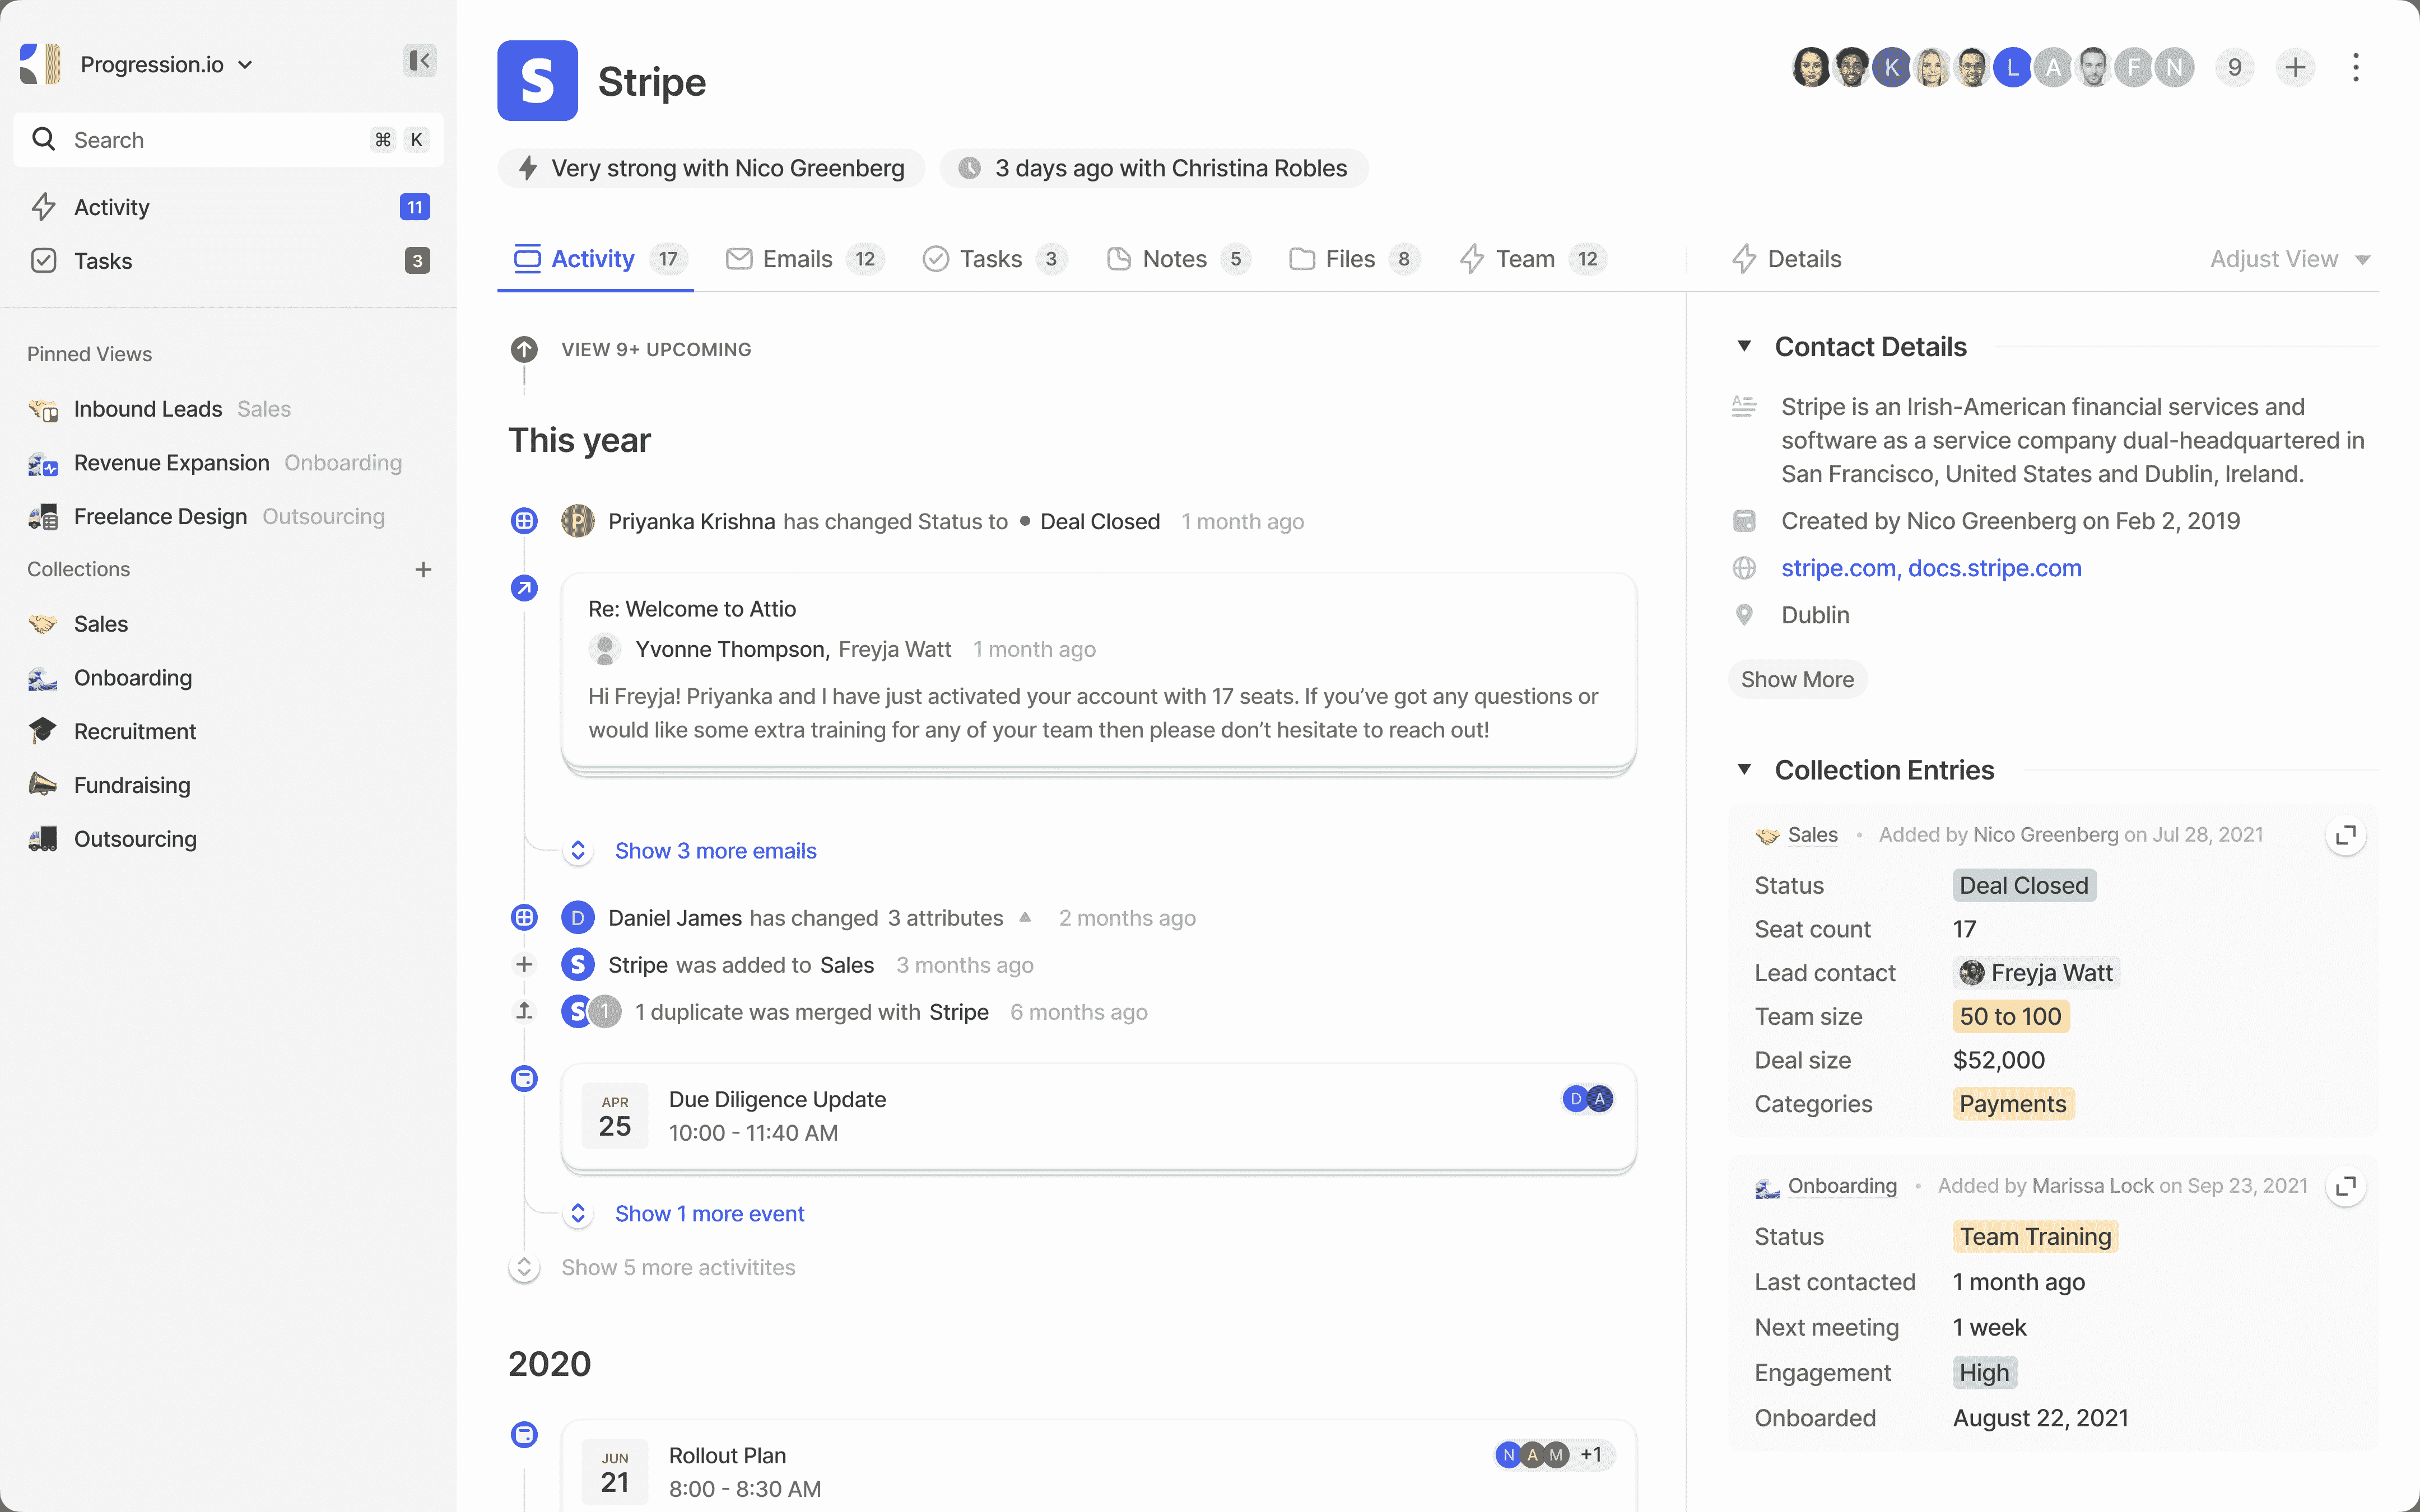 Progression.io
Search ⌘ K
Activity 11
Tasks 3
Pinned Views
Inbound Leads Sales
Revenue Expansion Onboarding
Freelance Design Outsourcing
Collections
Sales
Onboarding
Recruitment
Fundraising
Outsourcing
S Stripe
K L A F N 9
Very strong with Nico Greenberg 3 days ago with Christina Robles
Activity 17 Emails 12 Tasks 3 Notes 5 Files 8 Team 12
VIEW 9+ UPCOMING
This year
P Priyanka Krishna has changed Status to • Deal Closed 1 month ago
Re: Welcome to Attio
Yvonne Thompson, Freyja Watt 1 month ago
Hi Freyja! Priyanka and I have just activated your account with 17 seats. If you’ve got any questions or
would like some extra training for any of your team then please don’t hesitate to reach out!
Show 3 more emails
D Daniel James has changed 3 attributes 2 months ago
S Stripe was added to Sales 3 months ago
S 1 1 duplicate was merged with Stripe 6 months ago
APR
25
Due Diligence Update
10:00 - 11:40 AM
D A
Show 1 more event
Show 5 more activitites
2020
JUN
21
Rollout Plan
8:00 - 8:30 AM
N A M +1
Details Adjust View
Contact Details
Stripe is an Irish-American financial services and
software as a service company dual-headquartered in
San Francisco, United States and Dublin, Ireland.
Created by Nico Greenberg on Feb 2, 2019
stripe.com, docs.stripe.com
Dublin
Show More
Collection Entries
Sales • Added by Nico Greenberg on Jul 28, 2021
Status Deal Closed
Seat count 17
Lead contact Freyja Watt
Team size 50 to 100
Deal size $52,000
Categories Payments
Onboarding • Added by Marissa Lock on Sep 23, 2021
Status Team Training
Last contacted 1 month ago
Next meeting 1 week
Engagement High
Onboarded August 22, 2021